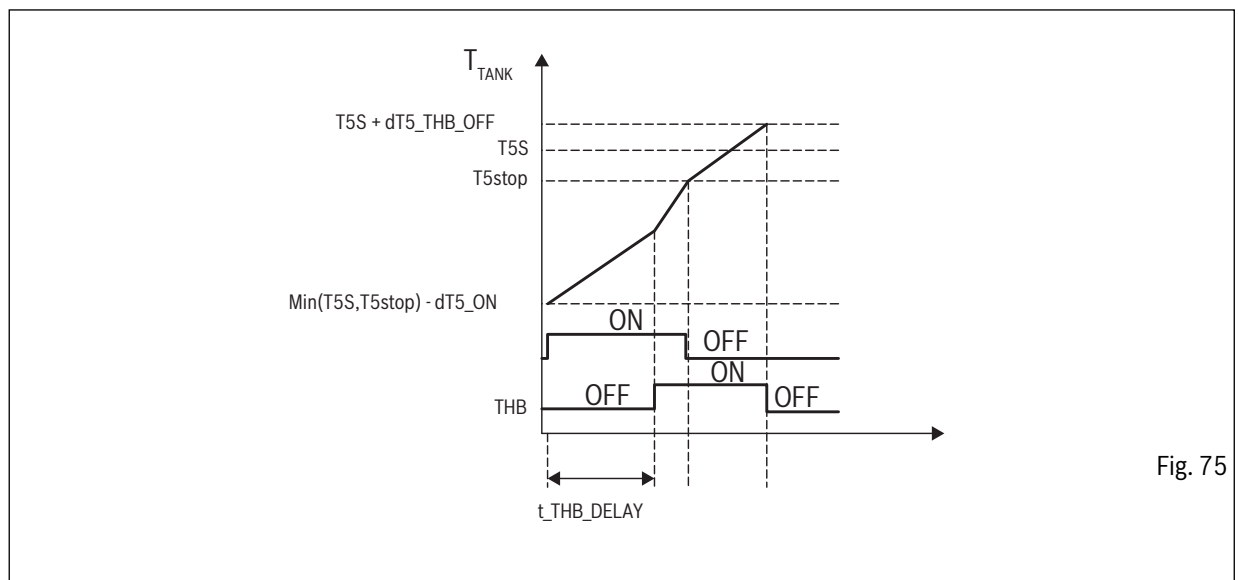 T_TANK
T5S + dT5_THB_OFF
T5S
T5stop
Min(T5S,T5stop) - dT5_ON
ON
OFF
ON
THB
OFF
OFF
Fig. 75
t_THB_DELAY